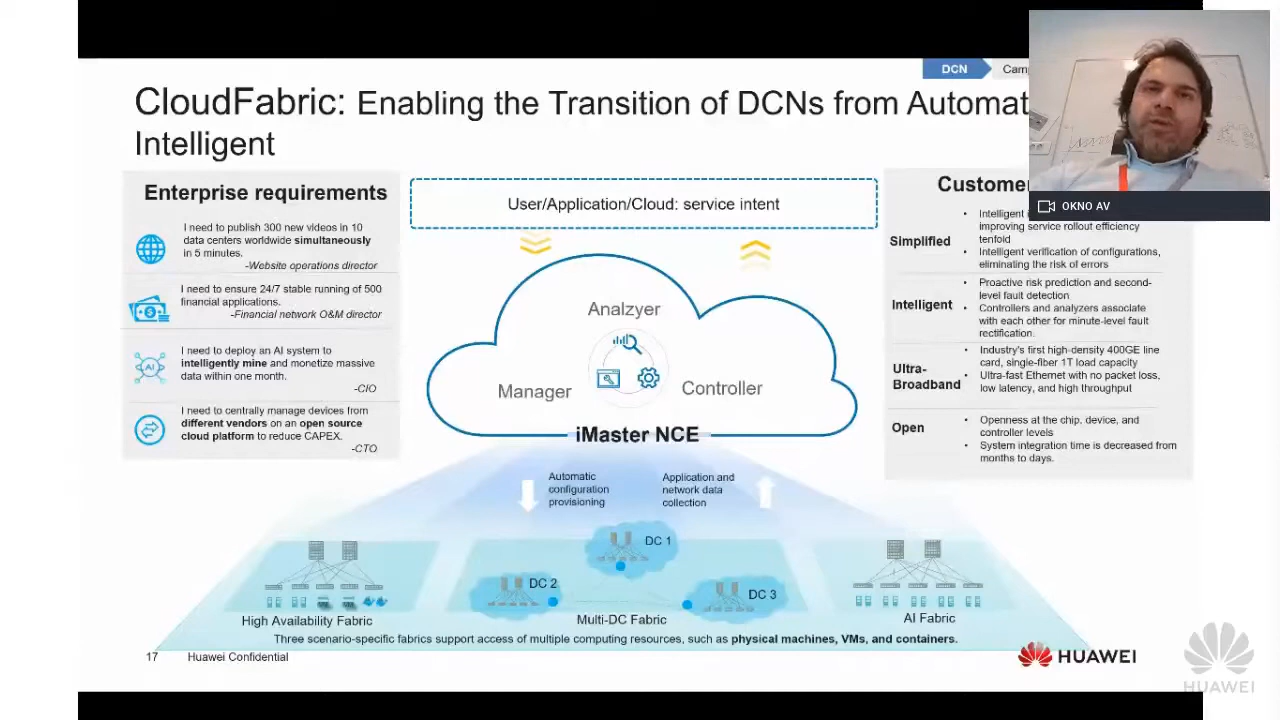 DCN
CloudFabric: Enabling the Transition of DCNs from Automat
Intelligent
Enterprise requirements
I need to publish 300 new videos in 10
data centers worldwide simultaneously
in 5 minutes.
-Website operations director
I need to ensure 24/7 stable running of 500
financial applications.
-Financial network O&M director
AI
I need to deploy an AI system to
intelligently mine and monetize massive
data within one month.
-CIO
I need to centrally manage devices from
different vendors on an open source
cloud platform to reduce CAPEX.
-CTO
User/Application/Cloud: service intent
Analzyer
Manager
Controller
iMaster NCE
Automatic
configuration
provisioning
Application and
network data
collection
Customer
OKNO AV
Simplified
• Intelligent
improving service rollout efficiency
tenfold
• Intelligent verification of configurations,
eliminating the risk of errors
Intelligent
• Proactive risk prediction and second-
level fault detection
• Controllers and analyzers associate
with each other for minute-level fault
rectification
Ultra-
Broadband
• Industry's first high-density 400GE line
card, single-fiber 1T load capacity
• Ultra-fast Ethernet with no packet loss,
low latency, and high throughput
Open
• Openness at the chip, device, and
controller levels
• System integration time is decreased from
months to days.
DC 1
DC 2
DC 3
High Availability Fabric
Multi-DC Fabric
AI Fabric
Three scenario-specific fabrics support access of multiple computing resources, such as physical machines, VMs, and containers.
17
Huawei Confidential
HUAWEI
HUAWEI